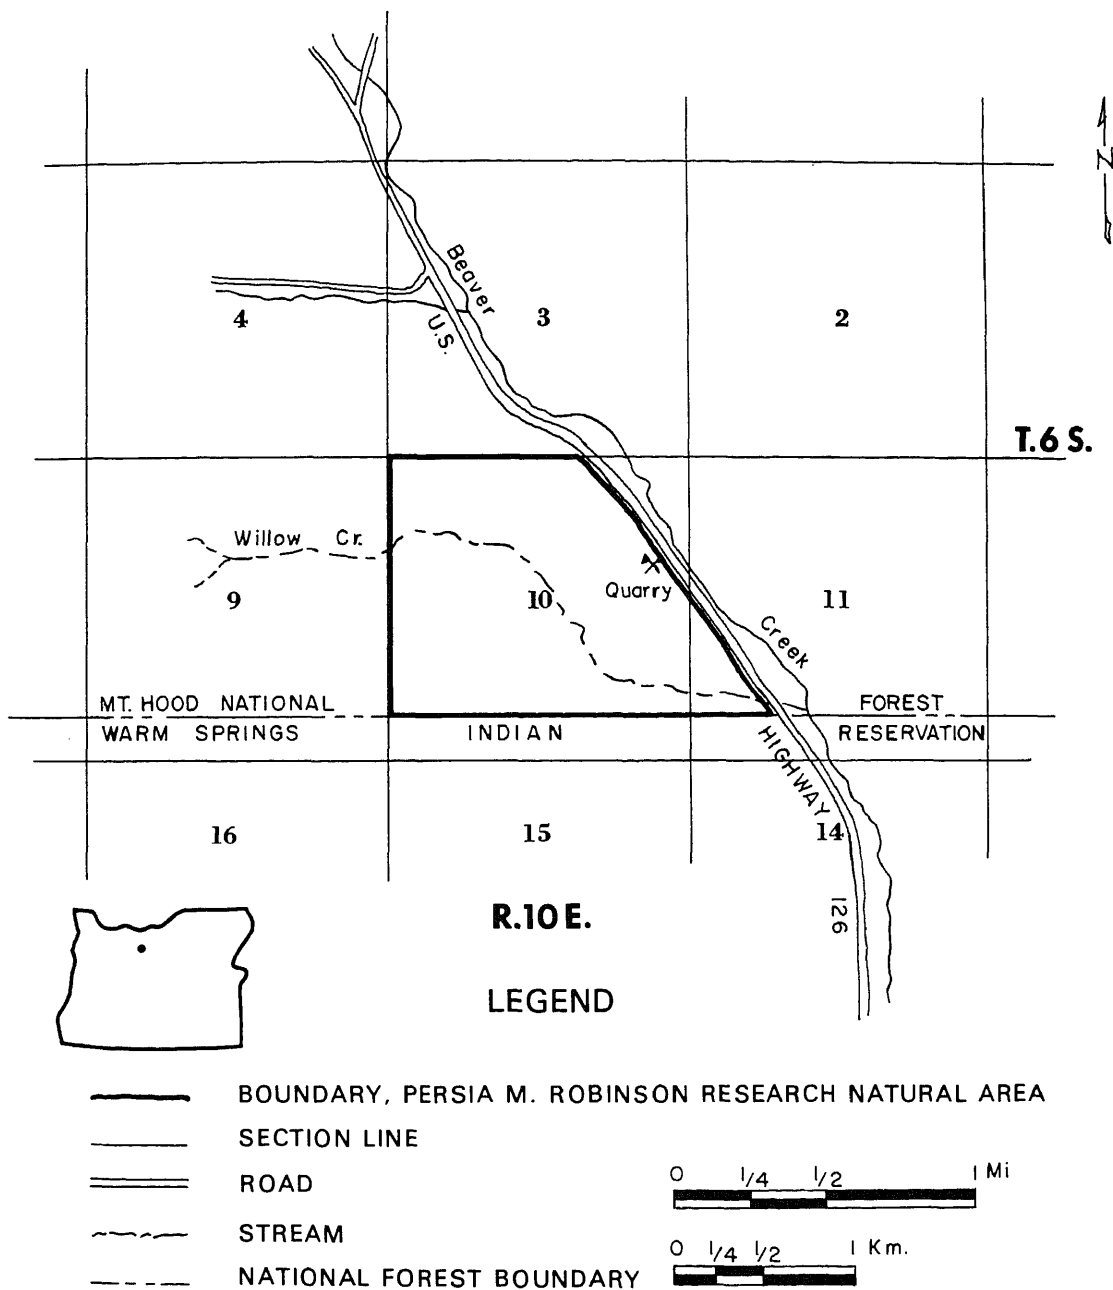 N
Beaver
4
3
2
U.S.
T.6 S.
Willow Cr.
Quarry
9
10
11
Creek
MT. HOOD NATIONAL
FOREST
WARM SPRINGS
INDIAN
RESERVATION
HIGHWAY
16
15
14
126
R.10 E.
LEGEND
BOUNDARY, PERSIA M. ROBINSON RESEARCH NATURAL AREA
SECTION LINE
ROAD
0 1/4 1/2 1 Mi
STREAM
0 1/4 1/2 1 Km.
NATIONAL FOREST BOUNDARY